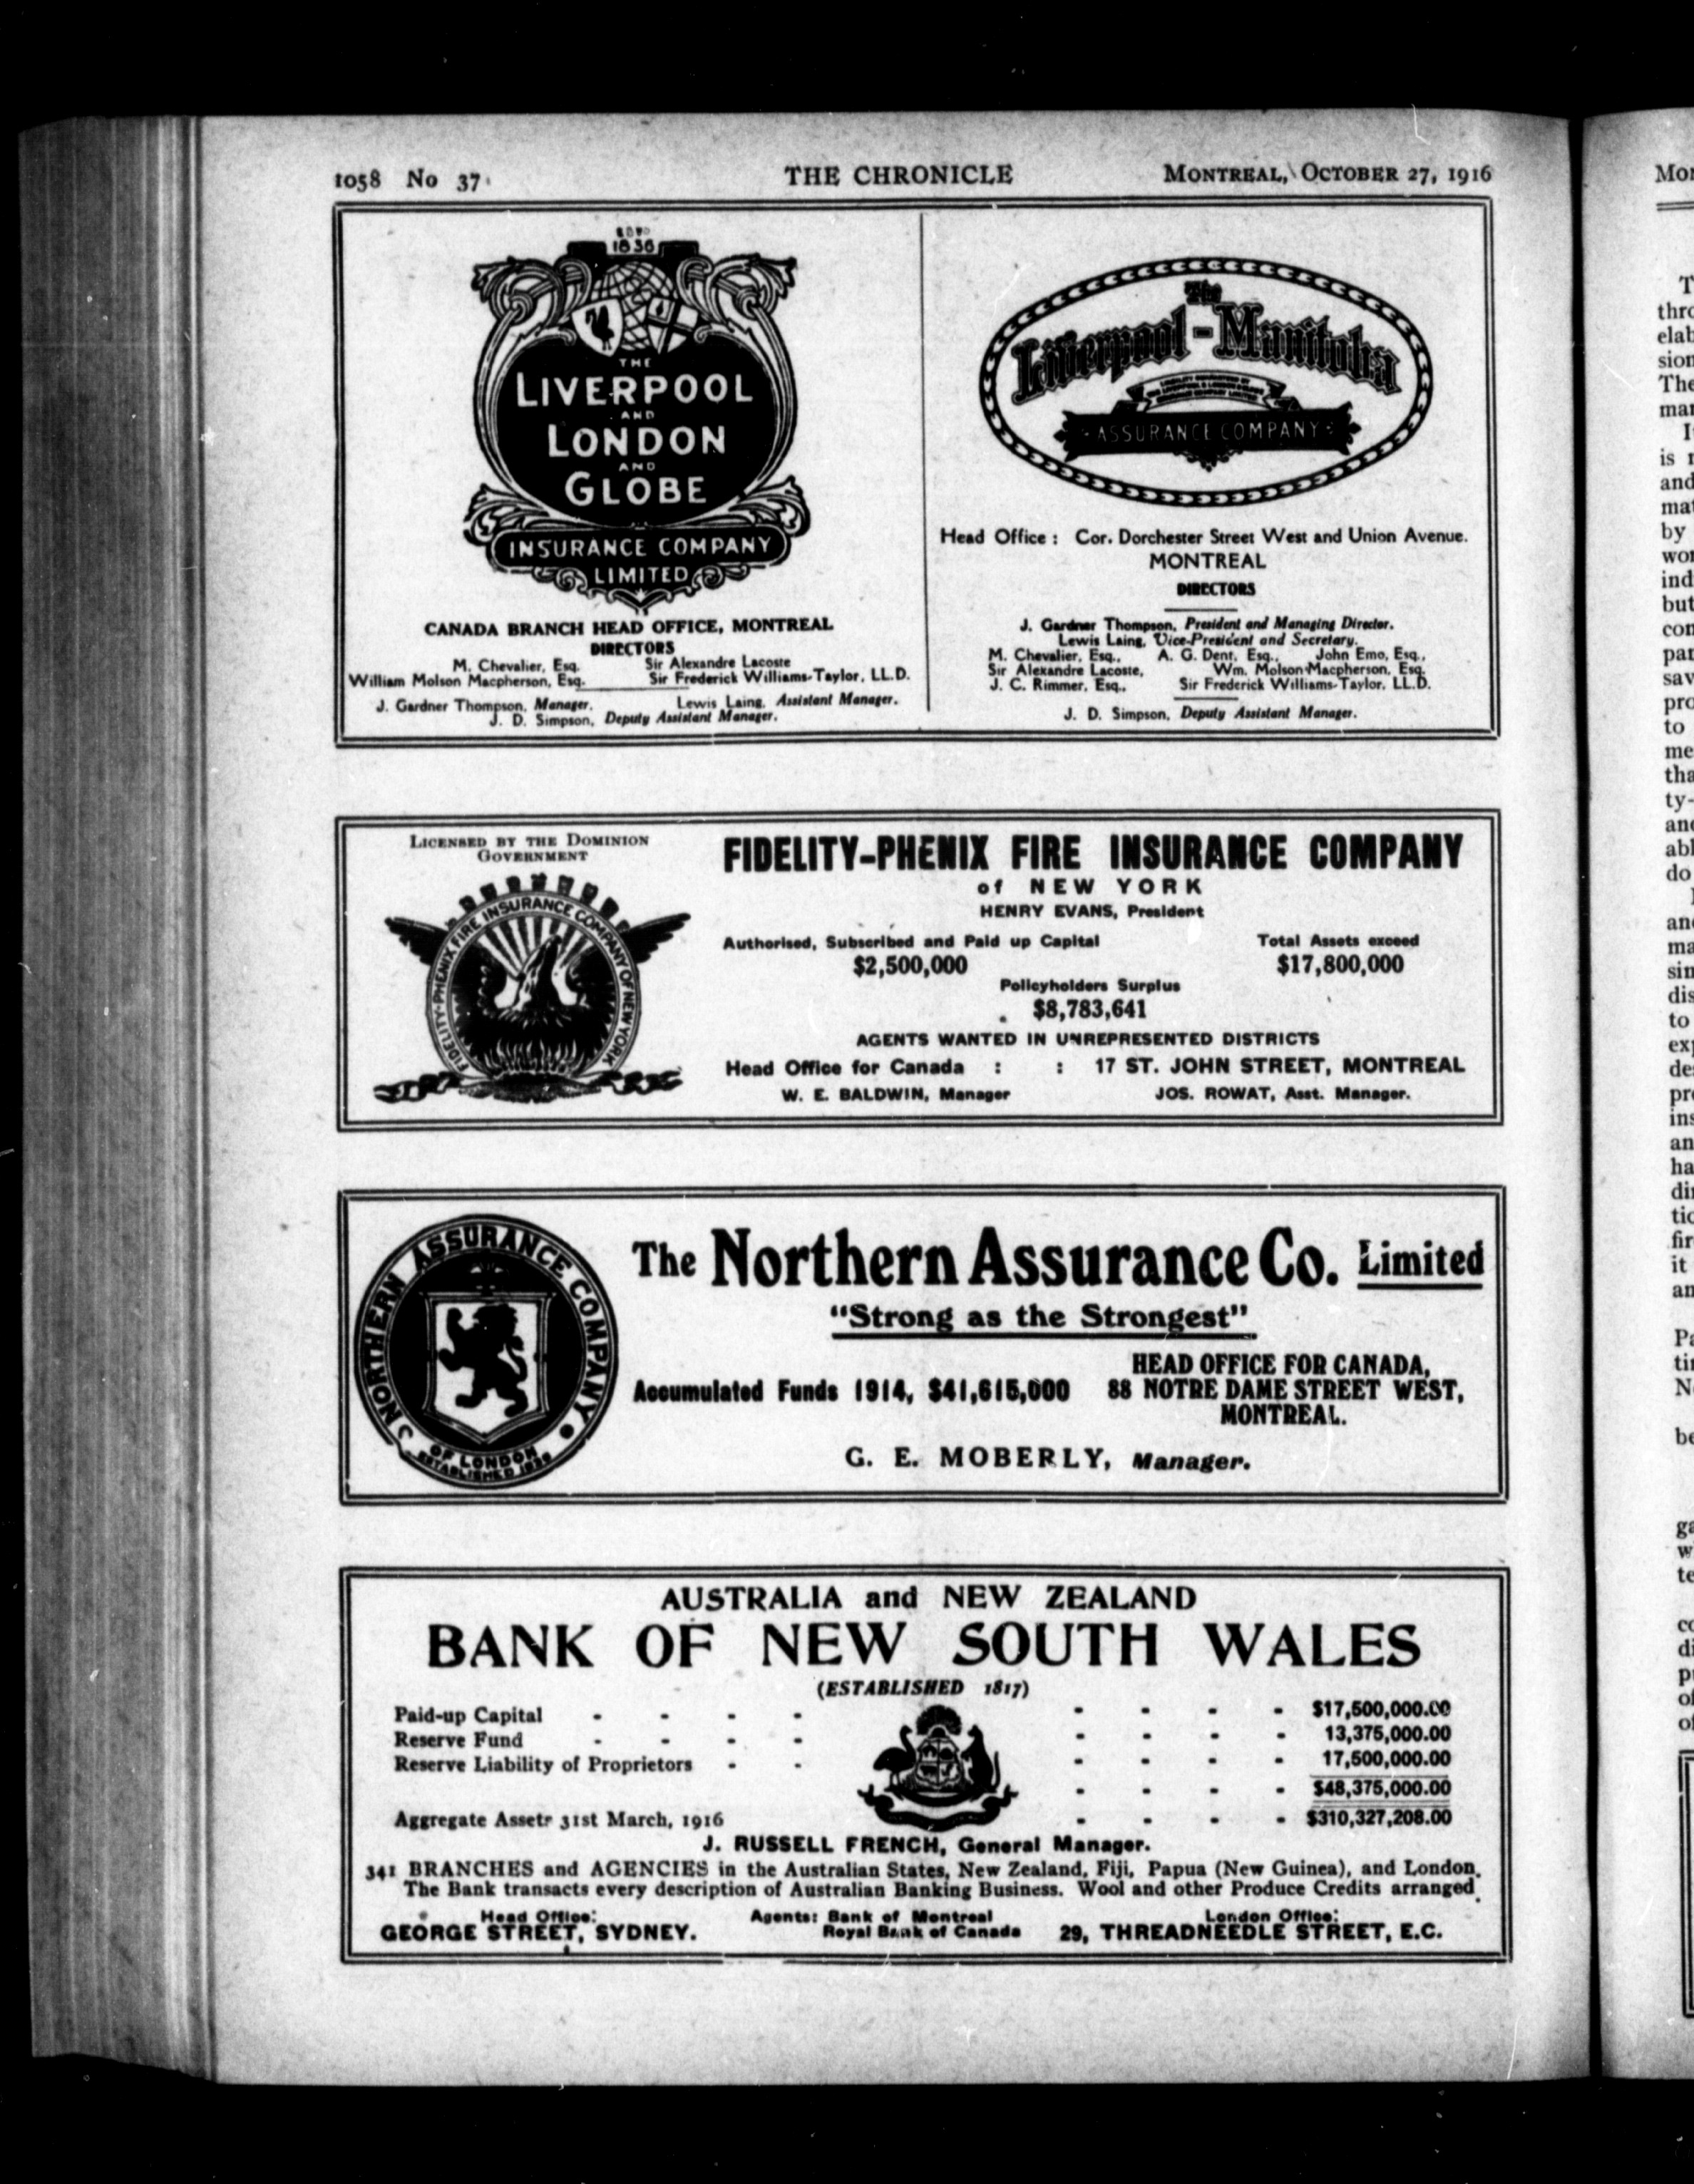 1058 No 37
THE CHRONICLE
MONTREAL, OCTOBER 27, 1916
1836
THE
LIVERPOOL
AND
LONDON
AND
GLOBE
INSURANCE COMPANY
LIMITED
CANADA BRANCH HEAD OFFICE, MONTREAL
DIRECTORS
M. Chevalier, Esq. Sir Alexandre Lacoste
William Molson Macpherson, Esq. Sir Frederick Williams-Taylor, LL.D.
J. Gardner Thompson, Manager. Lewis Laing, Assistant Manager.
J. D. Simpson, Deputy Assistant Manager.
The
Liverpool-Manitoba
ASSURANCE COMPANY
Head Office : Cor. Dorchester Street West and Union Avenue.
MONTREAL
DIRECTORS
J. Gardner Thompson, President and Managing Director.
Lewis Laing, Vice-President and Secretary.
M. Chevalier, Esq., A. G. Dent, Esq., John Emo, Esq.,
Sir Alexandre Lacoste, Wm. Molson Macpherson, Esq.
J. C. Rimmer, Esq., Sir Frederick Williams-Taylor, LL.D.
J. D. Simpson, Deputy Assistant Manager.
LICENSED BY THE DOMINION
GOVERNMENT
FIDELITY-PHENIX FIRE INSURANCE COMPANY OF NEW YORK
FIDELITY-PHENIX FIRE INSURANCE COMPANY
of NEW YORK
HENRY EVANS, President
Authorised, Subscribed and Paid up Capital Total Assets exceed
$2,500,000 $17,800,000
Policyholders Surplus
$8,783,641
AGENTS WANTED IN UNREPRESENTED DISTRICTS
Head Office for Canada : : 17 ST. JOHN STREET, MONTREAL
W. E. BALDWIN, Manager JOS. ROWAT, Asst. Manager.
NORTHERN ASSURANCE COMPANY
OF LONDON
ESTABLISHED
The Northern Assurance Co. Limited
"Strong as the Strongest"
HEAD OFFICE FOR CANADA,
Accumulated Funds 1914, $41,615,000 88 NOTRE DAME STREET WEST,
MONTREAL.
G. E. MOBERLY, Manager.
AUSTRALIA and NEW ZEALAND
BANK OF NEW SOUTH WALES
(ESTABLISHED 1817)
Paid-up Capital - - - - - - - - $17,500,000.00
Reserve Fund - - - - - - - - 13,375,000.00
Reserve Liability of Proprietors - - - - - - 17,500,000.00
- - - - $48,375,000.00
Aggregate Assets 31st March, 1916 - - - - $310,327,208.00
J. RUSSELL FRENCH, General Manager.
341 BRANCHES and AGENCIES in the Australian States, New Zealand, Fiji, Papua (New Guinea), and London.
The Bank transacts every description of Australian Banking Business. Wool and other Produce Credits arranged.
Head Office: Agents: Bank of Montreal London Office:
GEORGE STREET, SYDNEY. Royal Bank of Canada 29, THREADNEEDLE STREET, E.C.